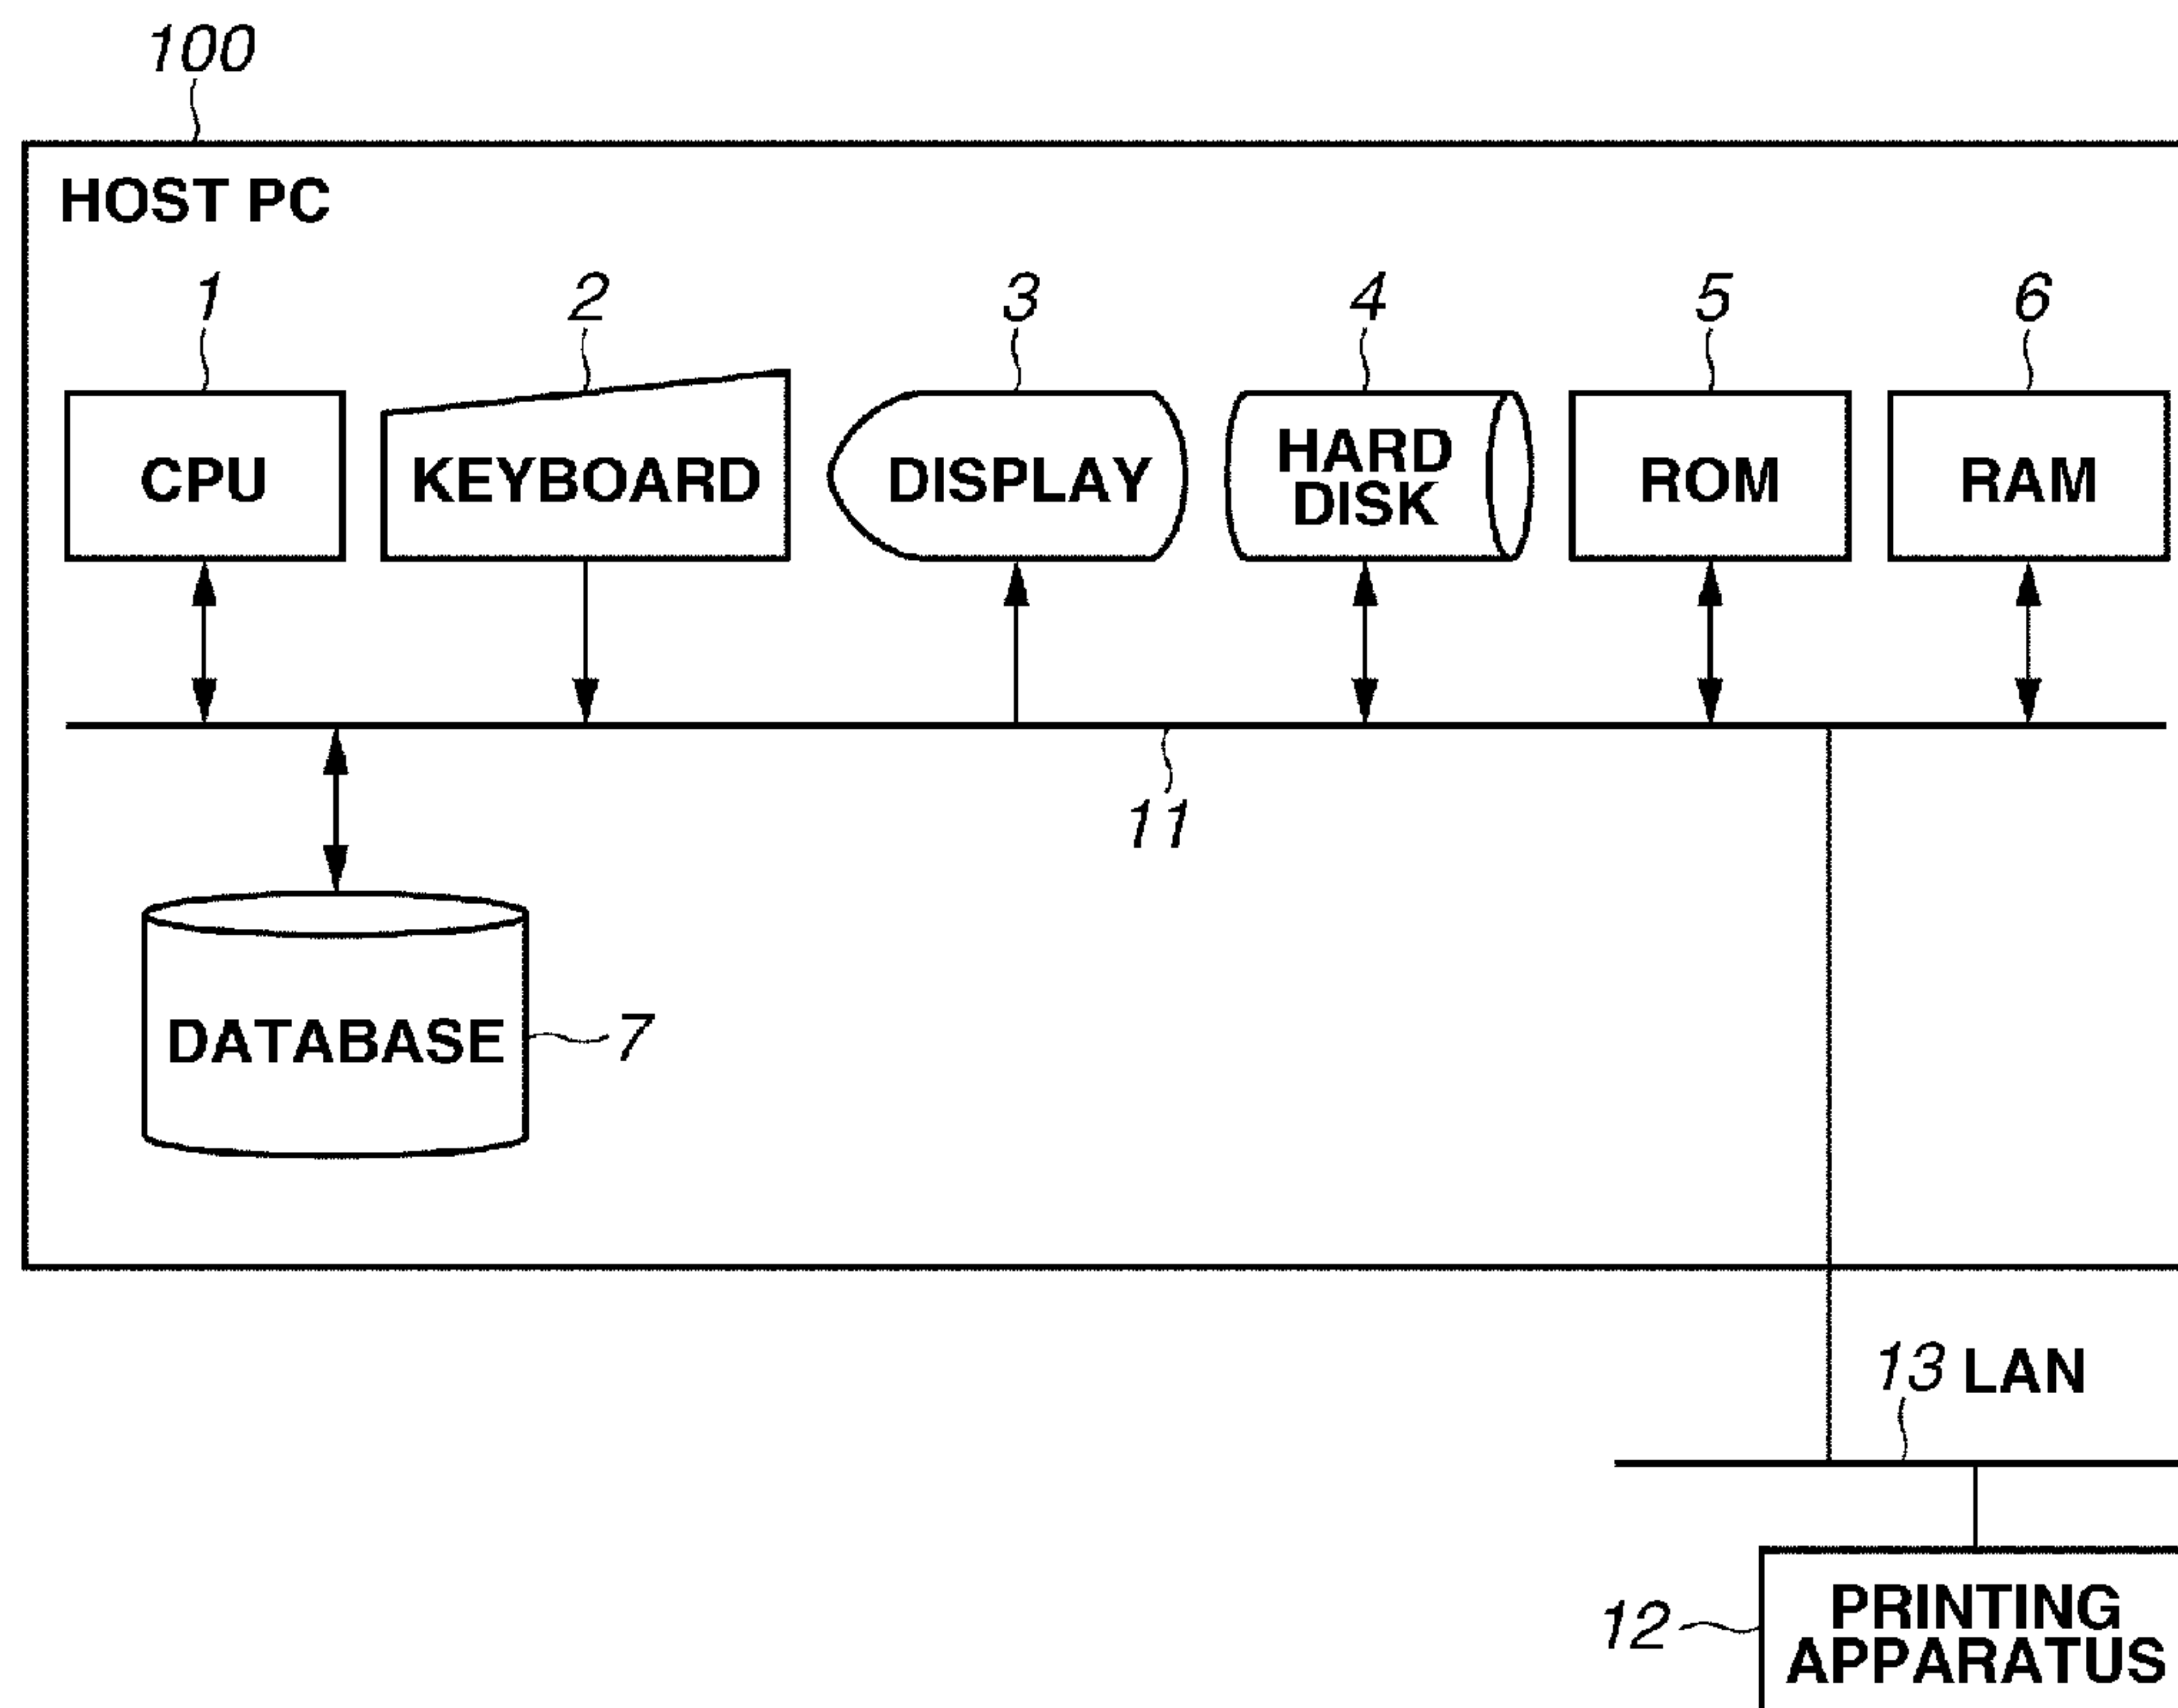 100
HOST PC
1 2 3 4 5 6
CPU KEYBOARD DISPLAY HARD DISK ROM RAM
11
DATABASE 7
13 LAN
12 PRINTING
APPARATUS